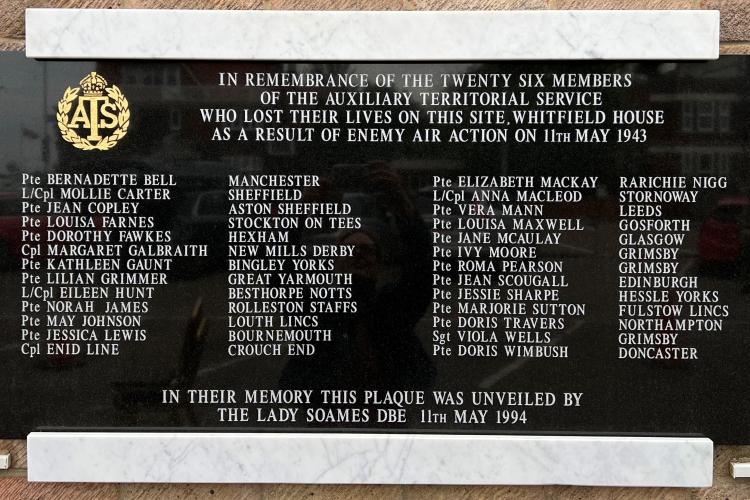 ATS
IN REMEMBRANCE OF THE TWENTY SIX MEMBERS
OF THE AUXILIARY TERRITORIAL SERVICE
WHO LOST THEIR LIVES ON THIS SITE, WHITFIELD HOUSE
AS A RESULT OF ENEMY AIR ACTION ON 11TH MAY 1943
Pte BERNADETTE BELL MANCHESTER
L/Cpl MOLLIE CARTER SHEFFIELD
Pte JEAN COPLEY ASTON SHEFFIELD
Pte LOUISA FARNES STOCKTON ON TEES
Pte DOROTHY FAWKES HEXHAM
Cpl MARGARET GALBRAITH NEW MILLS DERBY
Pte KATHLEEN GAUNT BINGLEY YORKS
Pte LILIAN GRIMMER GREAT YARMOUTH
L/Cpl EILEEN HUNT BESTHORPE NOTTS
Pte NORAH JAMES ROLLESTON STAFFS
Pte MAY JOHNSON LOUTH LINCS
Pte JESSICA LEWIS BOURNEMOUTH
Cpl ENID LINE CROUCH END
Pte ELIZABETH MACKAY RARICHIE NIGG
L/Cpl ANNA MACLEOD STORNOWAY
Pte VERA MANN LEEDS
Pte LOUISA MAXWELL GOSFORTH
Pte JANE MCAULAY GLASGOW
Pte IVY MOORE GRIMSBY
Pte ROMA PEARSON GRIMSBY
Pte JEAN SCOUGALL EDINBURGH
Pte JESSIE SHARPE HESSLE YORKS
Pte MARJORIE SUTTON FULSTOW LINCS
Pte DORIS TRAVERS NORTHAMPTON
Sgt VIOLA WELLS GRIMSBY
Pte DORIS WIMBUSH DONCASTER
IN THEIR MEMORY THIS PLAQUE WAS UNVEILED BY
THE LADY SOAMES DBE 11TH MAY 1994